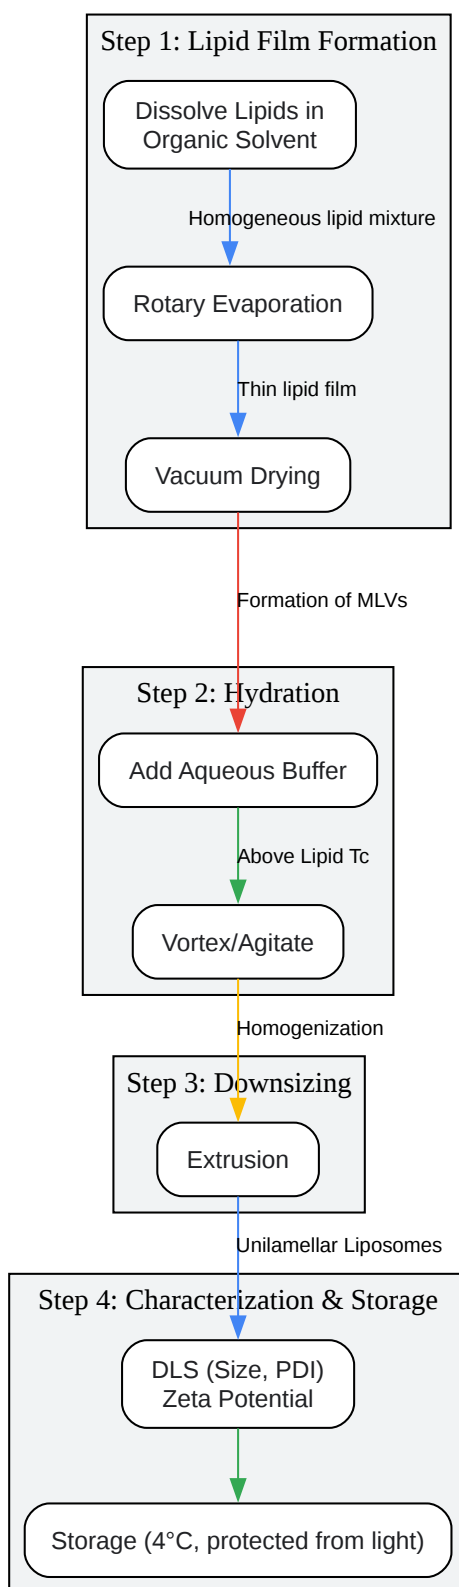 Step 1: Lipid Film Formation
Dissolve Lipids in
Organic Solvent
Homogeneous lipid mixture
Rotary Evaporation
Thin lipid film
Vacuum Drying
Formation of MLVs
Step 2: Hydration
Add Aqueous Buffer
Above Lipid Tc
Vortex/Agitate
Homogenization
Step 3: Downsizing
Extrusion
Unilamellar Liposomes
Step 4: Characterization & Storage
DLS (Size, PDI)
Zeta Potential
Storage (4°C, protected from light)